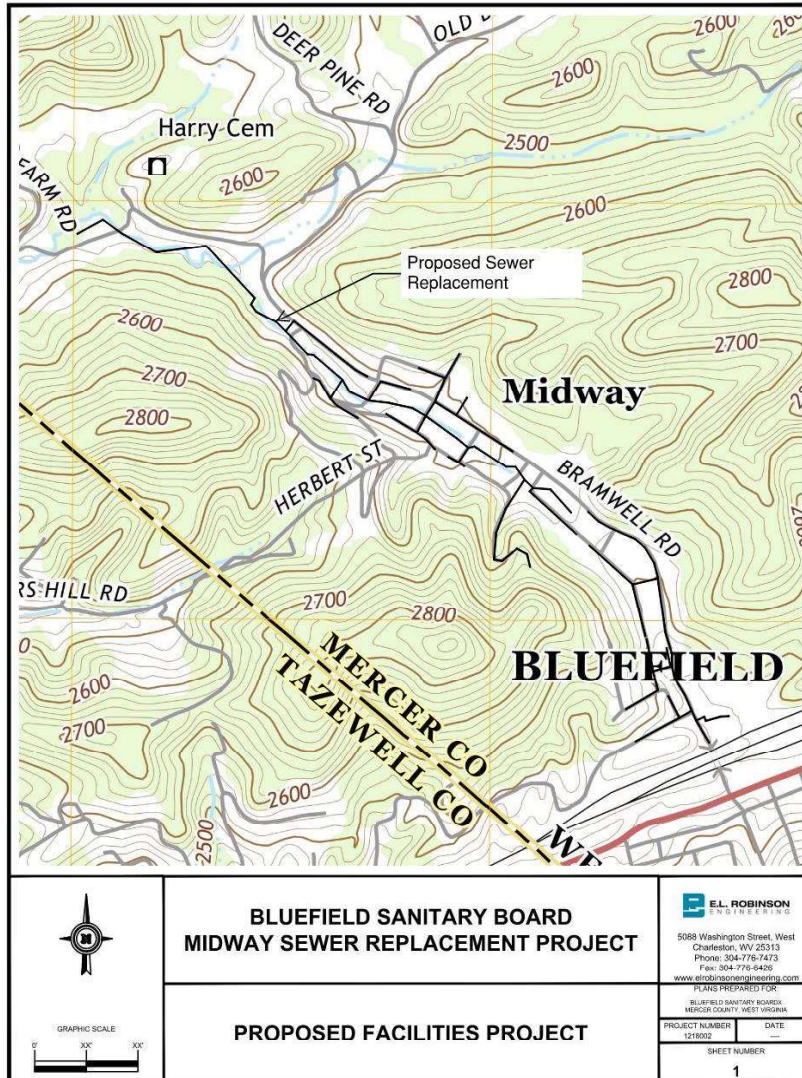 DEER PINE RD
OLD
2600
2600
Harry Cem
2600
2500
FARM RD
2600
Proposed Sewer
Replacement
2800
2600
2700
2700
2800
Midway
HERBERT ST
BRAMWELL RD
RS HILL RD
2700
2800
BLUEFIELD
MERCER CO
TAZEWELL CO
2600
2700
2600
2500
WE
BLUEFIELD SANITARY BOARD
MIDWAY SEWER REPLACEMENT PROJECT
E.L. ROBINSON
ENGINEERING
5088 Washington Street, West
Charleston, WV 25313
Phone: 304-776-7473
Fax: 304-776-6426
www.elrobinsonengineering.com
PLANS PREPARED FOR
BLUEFIELD SANITARY BOARDX
MERCER COUNTY, WEST VIRGINIA
GRAPHIC SCALE
0' XX' XX'
PROPOSED FACILITIES PROJECT
PROJECT NUMBER DATE
1218002 ----
SHEET NUMBER
1